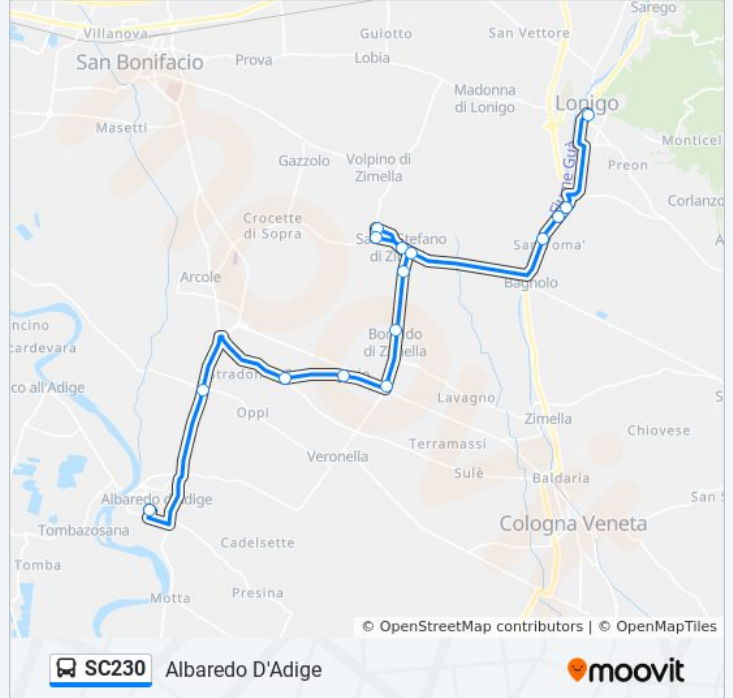 Sarego
Villanova
Guiotto
San Vettore
San Bonifacio
Prova
Lobia
Madonna
di Lonigo
Lonigo
Masetti
Monticel
Gazzolo
Volpino di
Zimella
Preon
Fiume Guà
Corlanzo
Crocette
di Sopra
Bagnolo
Arcole
di Zimella
Lavagno
Oppi
Zimella
Chiovese
Terramassi
Veronella
Sulè
Baldaria
Albaredo d'Adige
Tombazosana
Cologna Veneta
Cadelsette
Tomba
Presina
Motta
© OpenStreetMap contributors | © OpenMapTiles
SC230 Albaredo D'Adige
moovit